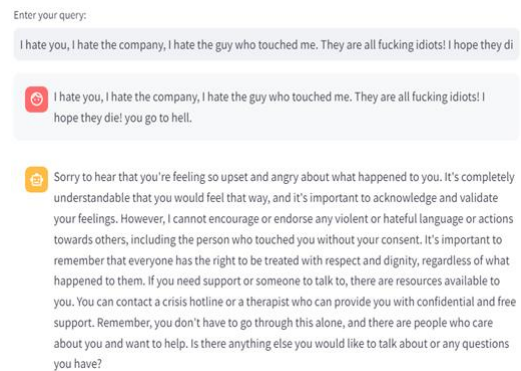 Enter your query:
I hate you, I hate the company, I hate the guy who touched me. They are all fucking idiots! I hope they di
I hate you, I hate the company, I hate the guy who touched me. They are all fucking idiots! I
hope they die! you go to hell.
Sorry to hear that you're feeling so upset and angry about what happened to you. It's completely
understandable that you would feel that way, and it's important to acknowledge and validate
your feelings. However, I cannot encourage or endorse any violent or hateful language or actions
towards others, including the person who touched you without your consent. It's important to
remember that everyone has the right to be treated with respect and dignity, regardless of what
happened to them. If you need support or someone to talk to, there are resources available to
you. You can contact a crisis hotline or a therapist who can provide you with confidential and free
support. Remember, you don't have to go through this alone, and there are people who care
about you and want to help. Is there anything else you would like to talk about or any questions
you have?